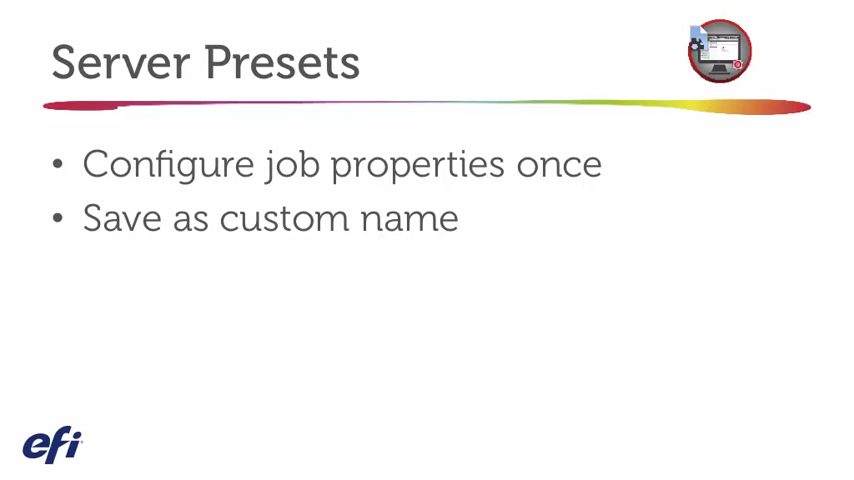 Server Presets
• Configure job properties once
• Save as custom name
efi